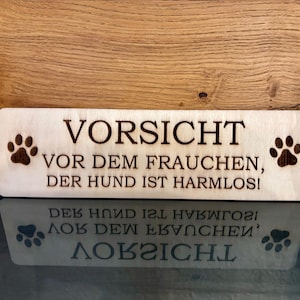 VORSICHT
VOR DEM FRAUCHEN,
DER HUND IST HARMLOS!